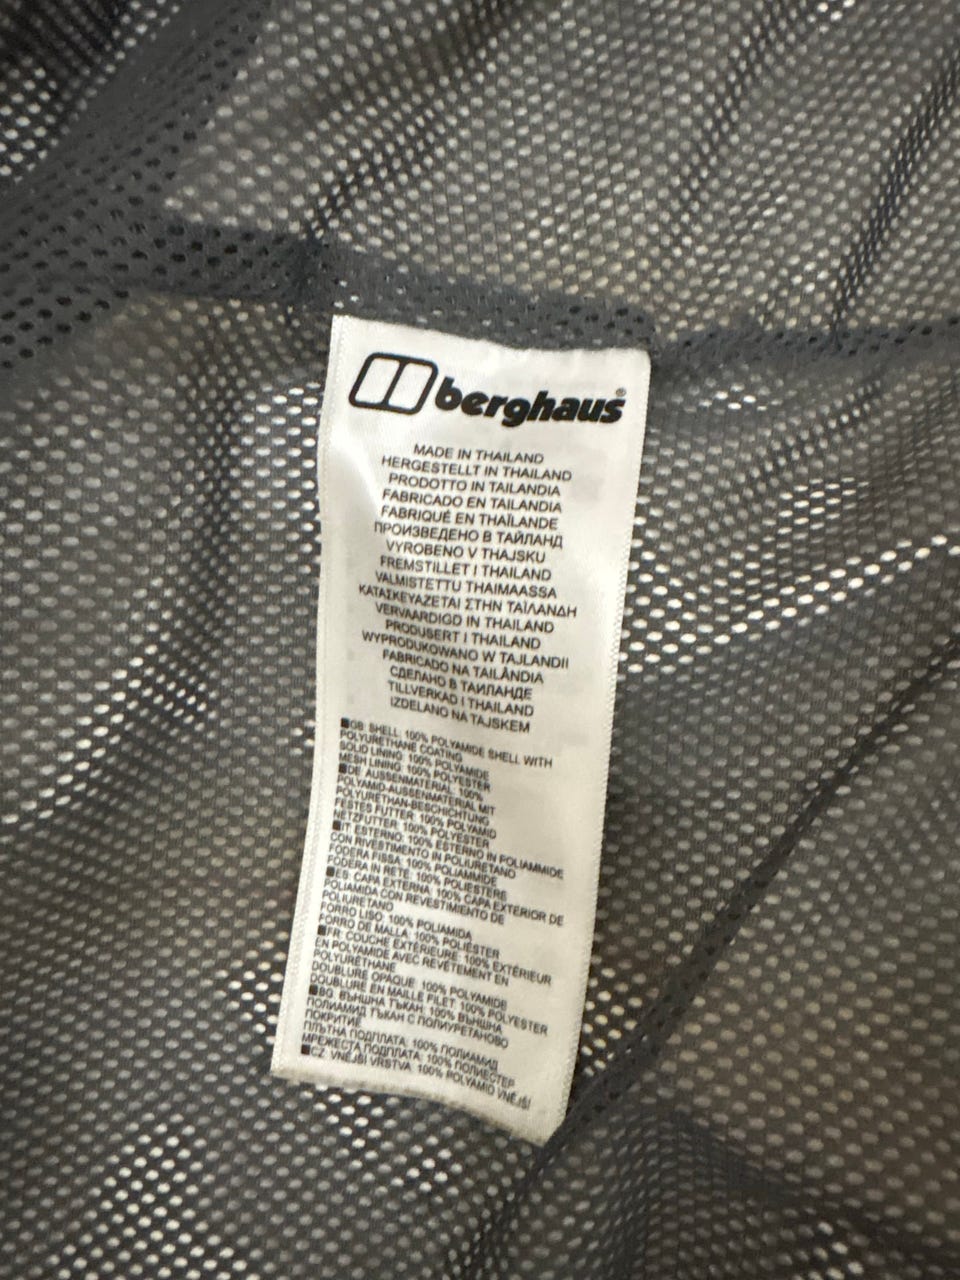 berghaus®
MADE IN THAILAND
HERGESTELLT IN THAILAND
PRODOTTO IN TAILANDIA
FABRICADO EN TAILANDIA
FABRIQUÉ EN THAÏLANDE
ПРОИЗВЕДЕНО В ТАЙЛАНД
VYROBENO V THAJSKU
FREMSTILLET I THAILAND
VALMISTETTU THAIMAASSA
ΚΑΤΑΣΚΕΥΑΖΕΤΑΙ ΣΤΗΝ ΤΑΪΛΑΝΔΗ
VERVAARDIGD IN THAILAND
PRODUSERT I THAILAND
WYPRODUKOWANO W TAJLANDII
FABRICADO NA TAILÂNDIA
СДЕЛАНО В ТАИЛАНДЕ
TILLVERKAD I THAILAND
IZDELANO NA TAJSKEM
■GB: SHELL: 100% POLYAMIDE SHELL WITH
POLYURETHANE COATING
SOLID LINING: 100% POLYAMIDE
MESH LINING: 100% POLYESTER
■DE: AUSSENMATERIAL: 100%
POLYAMID-AUSSENMATERIAL MIT
POLYURETHAN-BESCHICHTUNG
FESTES FUTTER: 100% POLYAMID
NETZFUTTER: 100% POLYESTER
■IT: ESTERNO: 100% ESTERNO IN POLIAMMIDE
CON RIVESTIMENTO IN POLIURETANO
FODERA FISSA: 100% POLIAMMIDE
FODERA IN RETE: 100% POLIESTERE
■ES: CAPA EXTERNA: 100% CAPA EXTERIOR DE
POLIAMIDA CON REVESTIMIENTO DE
POLIURETANO
FORRO LISO: 100% POLIAMIDA
FORRO DE MALLA: 100% POLIÉSTER
■FR: COUCHE EXTÉRIEURE: 100% EXTÉRIEUR
EN POLYAMIDE AVEC REVÊTEMENT EN
POLYURÉTHANE
DOUBLURE OPAQUE: 100% POLYAMIDE
DOUBLURE EN MAILLE FILET: 100% POLYESTER
■BG: ВЪНШНА ТЪКАН: 100% ВЪНШНА
ПОЛИАМИД ТЪКАН С ПОЛИУРЕТАНОВО
ПОКРИТИЕ
ПЛЪТНА ПОДПЛАТА: 100% ПОЛИАМИД
МРЕЖЕСТА ПОДПЛАТА: 100% ПОЛИЕСТЕР
■CZ: VNĚJŠÍ VRSTVA: 100% POLYAMID VNĚJŠÍ